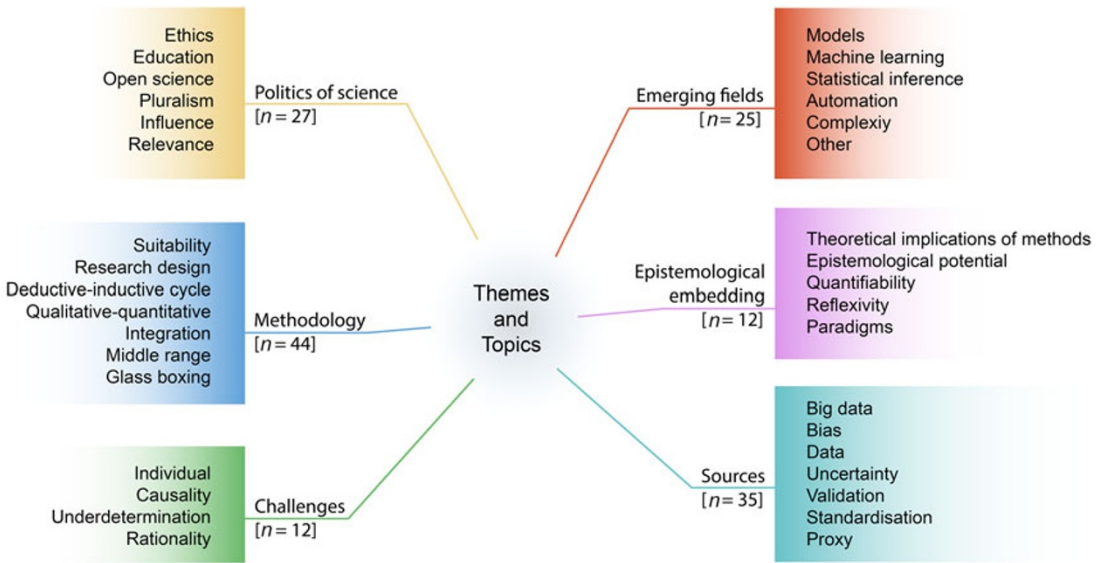 Ethics
Education
Open science
Pluralism
Influence
Relevance
Politics of science
[n = 27]
Suitability
Research design
Deductive-inductive cycle
Qualitative-quantitative
Integration
Middle range
Glass boxing
Methodology
[n = 44]
Individual
Causality
Underdetermination
Rationality
Challenges
[n = 12]
Themes
and
Topics
Emerging fields
[n = 25]
Models
Machine learning
Statistical inference
Automation
Complexiy
Other
Epistemological
embedding
[n = 12]
Theoretical implications of methods
Epistemological potential
Quantifiability
Reflexivity
Paradigms
Sources
[n = 35]
Big data
Bias
Data
Uncertainty
Validation
Standardisation
Proxy